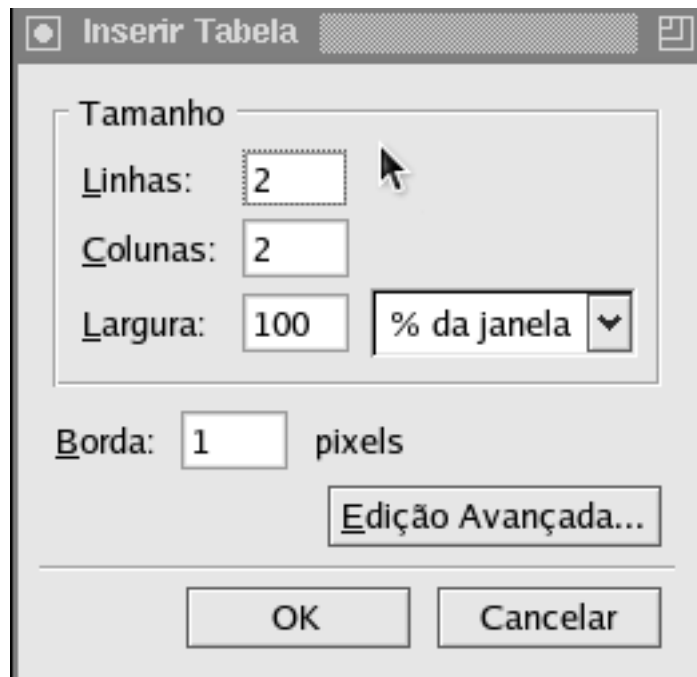 Inserir Tabela
Tamanho
Linhas: 2
Colunas: 2
Largura: 100 % da janela
Borda: 1 pixels
Edição Avançada...
OK Cancelar